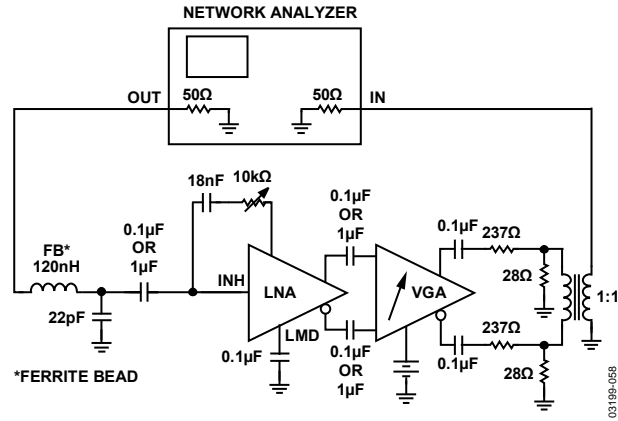 NETWORK ANALYZER
50Ω
50Ω
OUT
IN
18nF
10kΩ
0.1µF
OR
1µF
0.1µF
OR
1µF
0.1µF
237Ω
FB*
120nH
28Ω
INH
LNA
VGA
1:1
22pF
LMD
237Ω
0.1µF
0.1µF
OR
1µF
0.1µF
28Ω
*FERRITE BEAD
03199-058